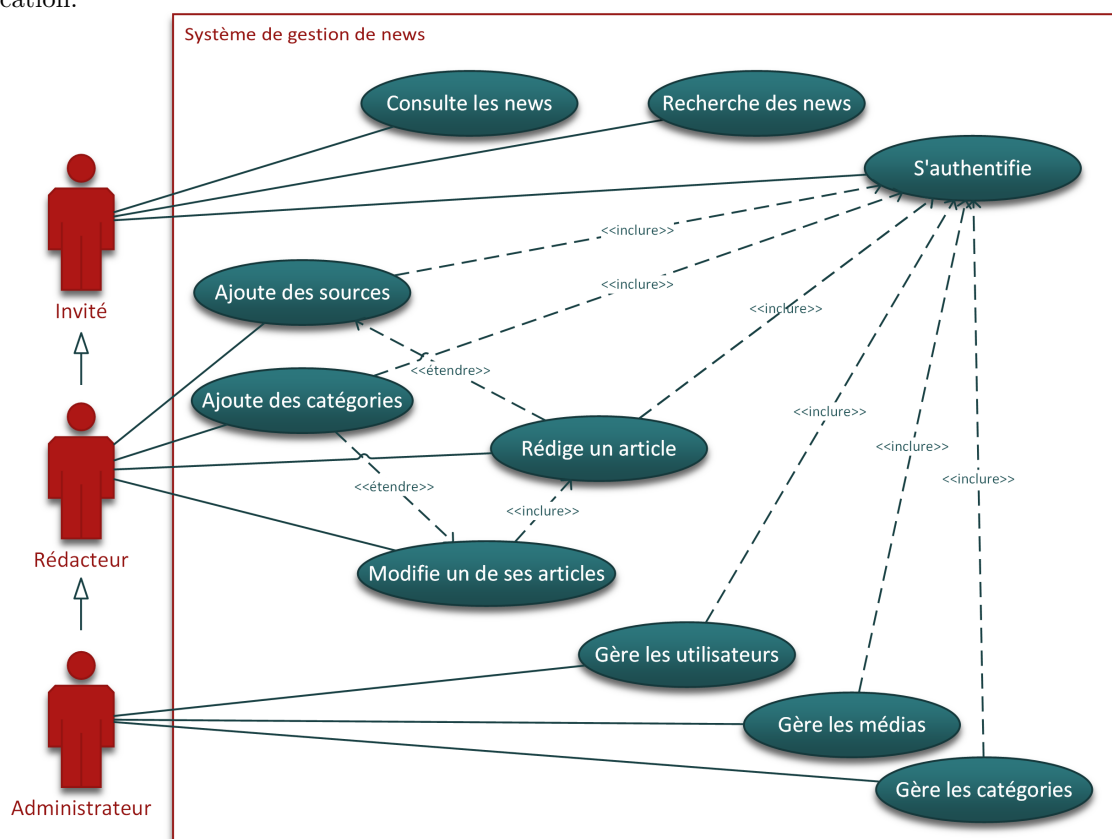 cation.
Système de gestion de news
Consulte les news
Recherche des news
S'authentifie
<<inclure>>
Ajoute des sources
<<inclure>>
Invité
<<inclure>>
<<étendre>>
Ajoute des catégories
<<inclure>>
Rédige un article
<<inclure>>
<<inclure>>
<<étendre>>
<<inclure>>
Rédacteur
Modifie un de ses articles
Gère les utilisateurs
Gère les médias
Gère les catégories
Administrateur